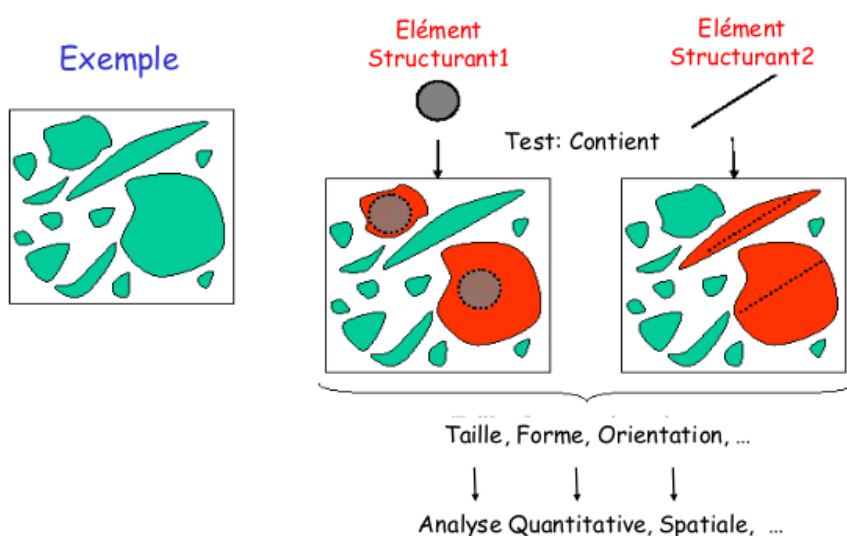 Exemple
Elément
Structurant1
Elément
Structurant2
Test: Contient
Taille, Forme, Orientation, ...
Analyse Quantitative, Spatiale, ...